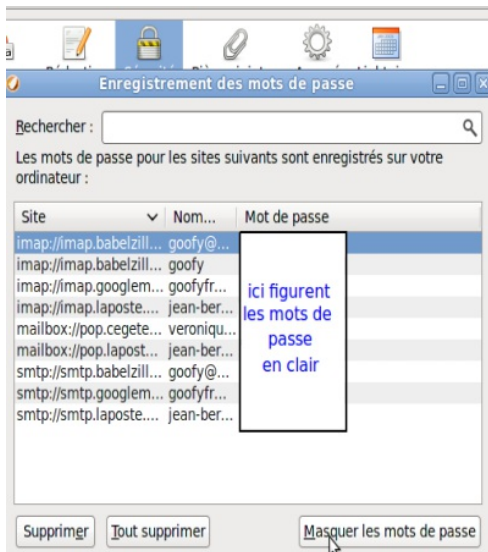 Enregistrement des mots de passe
Rechercher :
Les mots de passe pour les sites suivants sont enregistrés sur votre
ordinateur :
Site Nom... Mot de passe
imap://imap.babelzill... goofy@...
imap://imap.babelzill... goofy
imap://imap.googlem... goofyfr...
imap://imap.laposte.... jean-ber...
mailbox://pop.cegete... veroniqu...
mailbox://pop.lapost... jean-ber...
smtp://smtp.babelzill... goofy@...
smtp://smtp.googlem... goofyfr...
smtp://smtp.laposte.... jean-ber...
ici figurent
les mots de
passe
en clair
Supprimer Tout supprimer Masquer les mots de passe